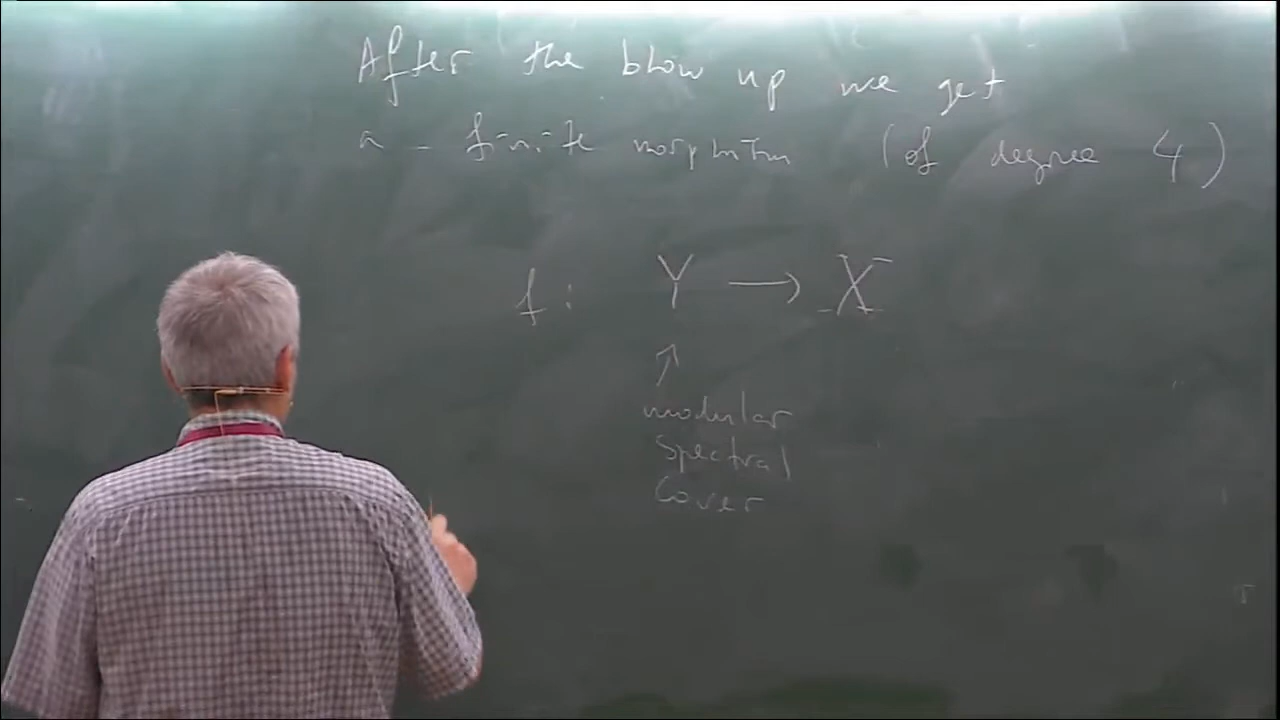 After the blow up we get
a finite morphism (of degree 4)
f : Y → X
↑
modular
spectral
Cover